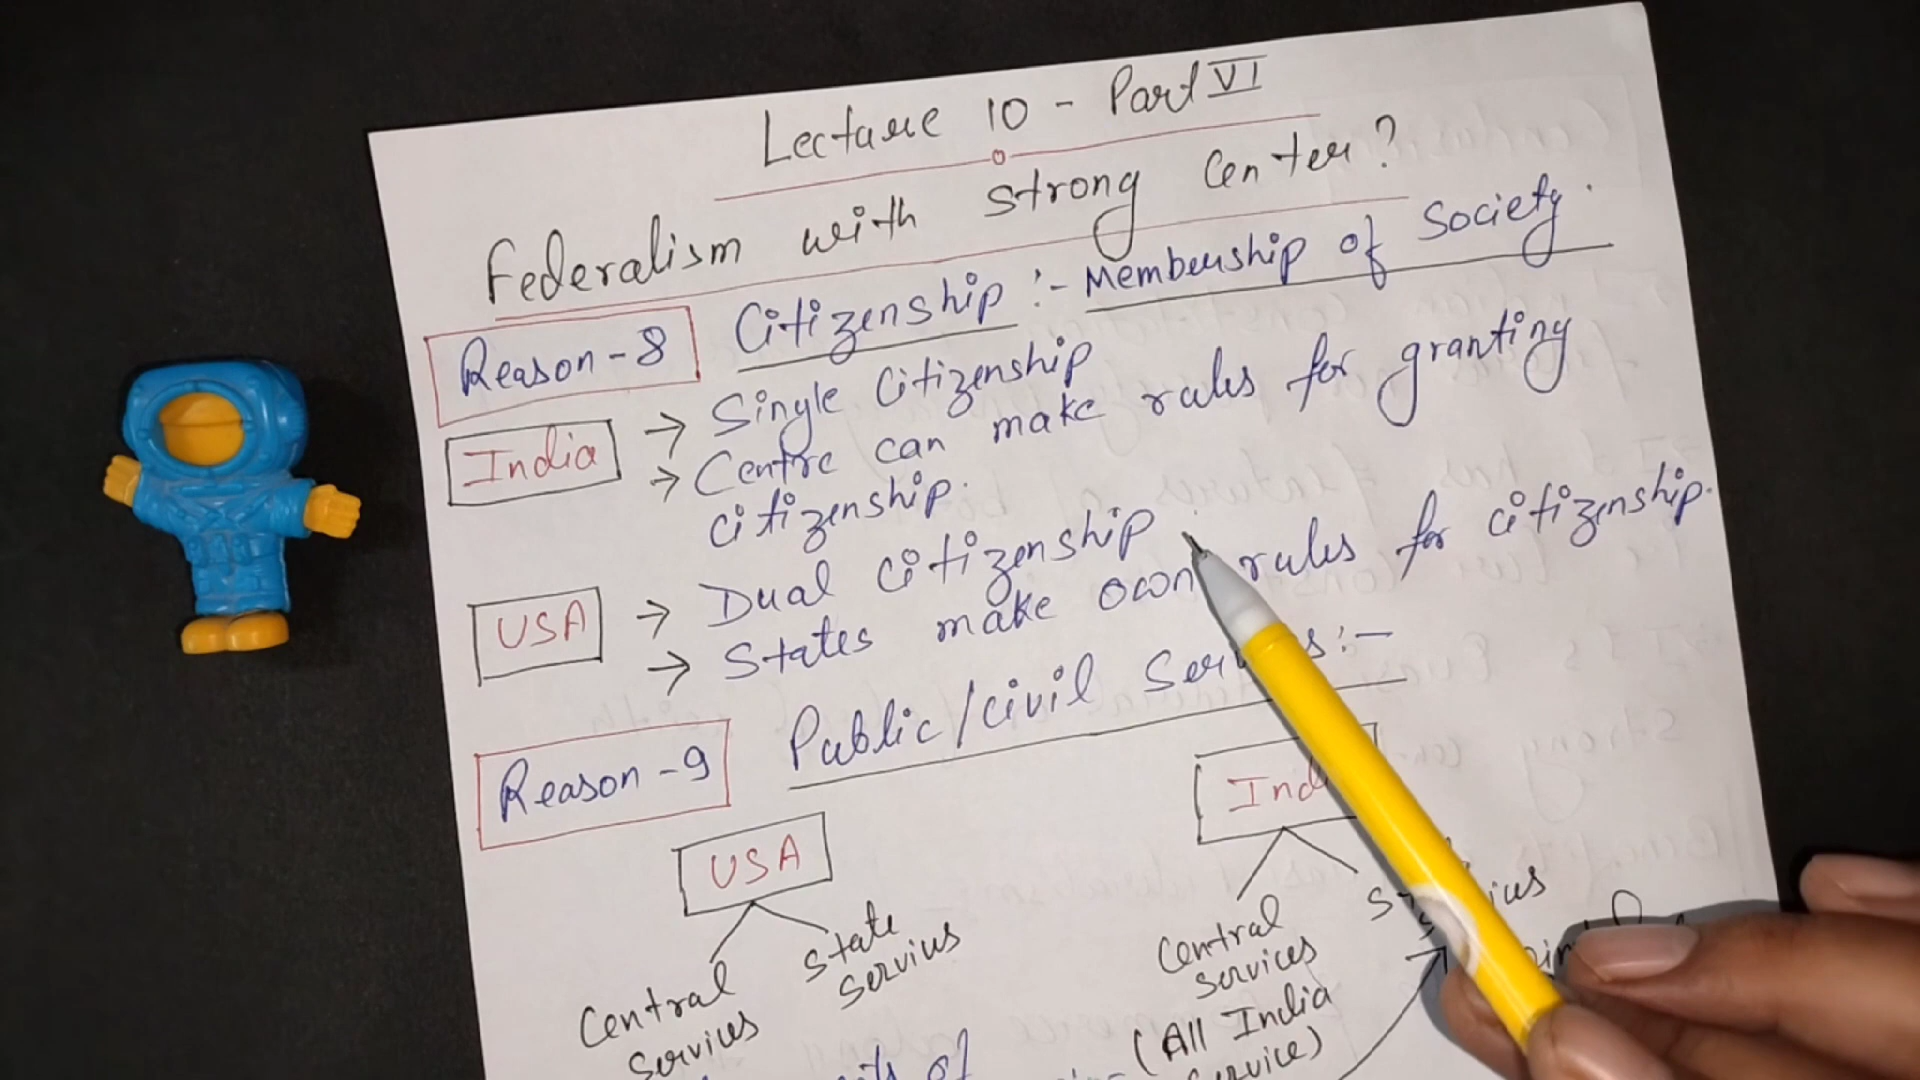 Lecture 10 - Part VI
Federalism with strong Center?
Reason-8 Citizenship :- Membership of Society.
India → Single Citizenship
→ Centre can make rules for granting
citizenship.
USA → Dual Citizenship
→ States make own rules for citizenship.
Reason-9 Public/civil Services:-
USA
Central
Services
State
Services
India
Central
Services
(All India
Service)